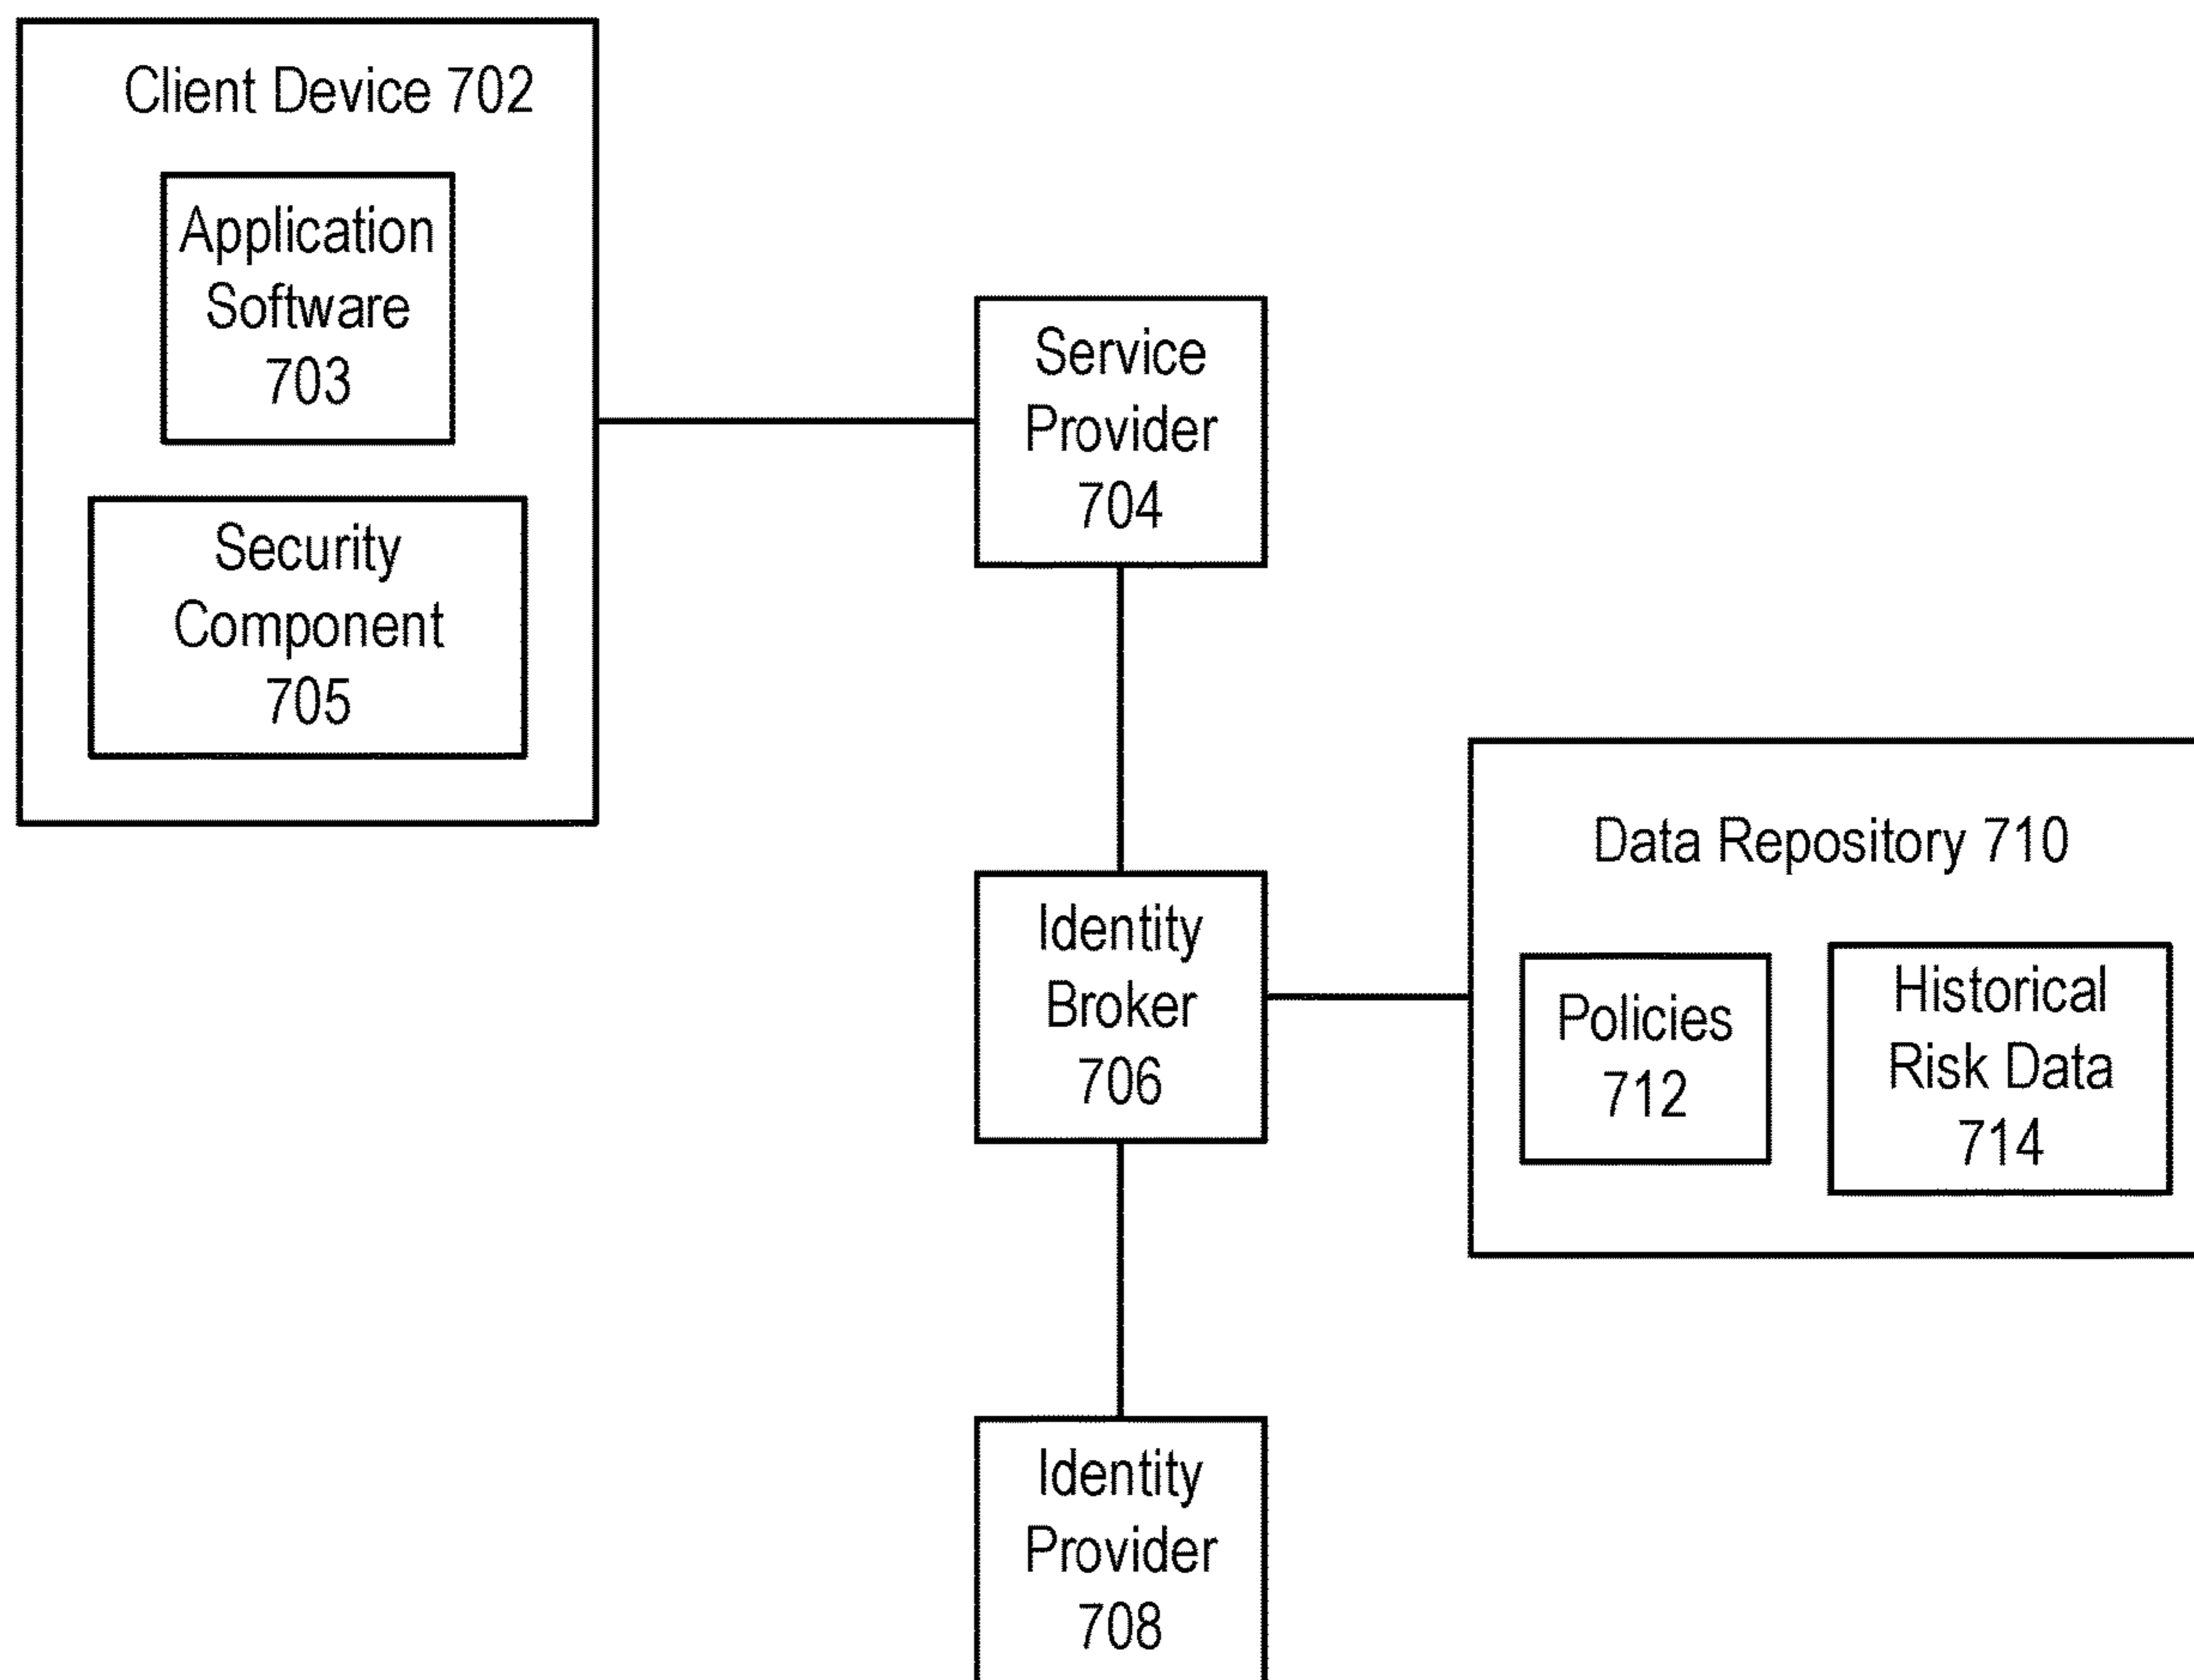 Client Device 702
Application
Software
703
Security
Component
705
Service
Provider
704
Identity
Broker
706
Data Repository 710
Policies
712
Historical
Risk Data
714
Identity
Provider
708